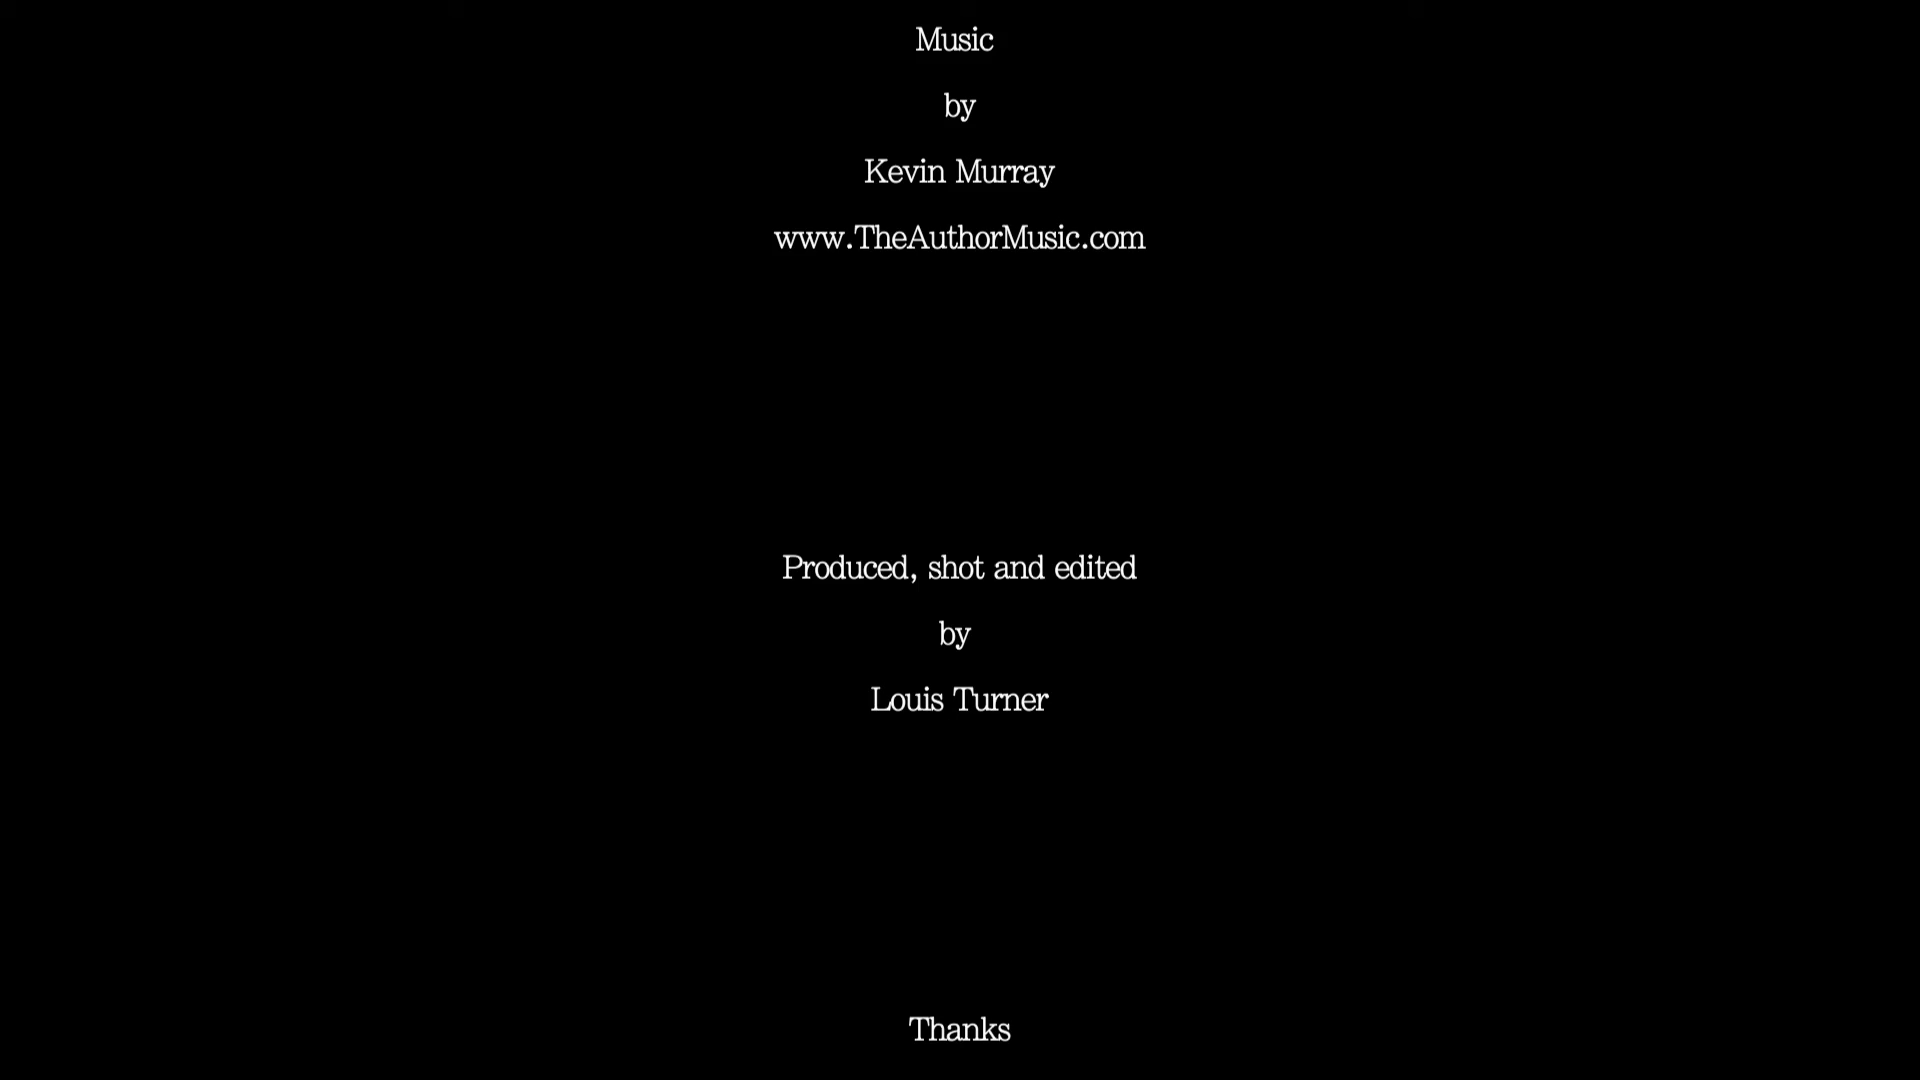 Music
by
Kevin Murray
www.TheAuthorMusic.com
Produced, shot and edited
by
Louis Turner
Thanks